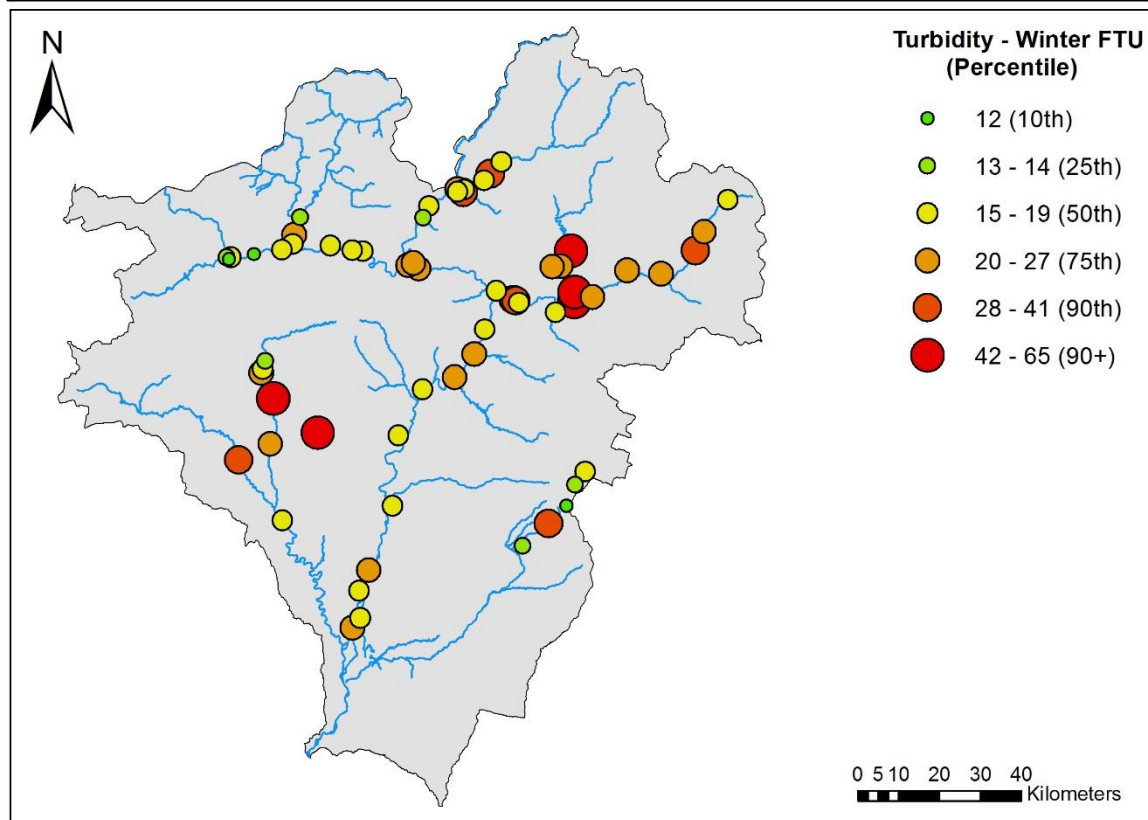 N
Turbidity - Winter FTU
(Percentile)
12 (10th)
13 - 14 (25th)
15 - 19 (50th)
20 - 27 (75th)
28 - 41 (90th)
42 - 65 (90+)
0 5 10 20 30 40
Kilometers